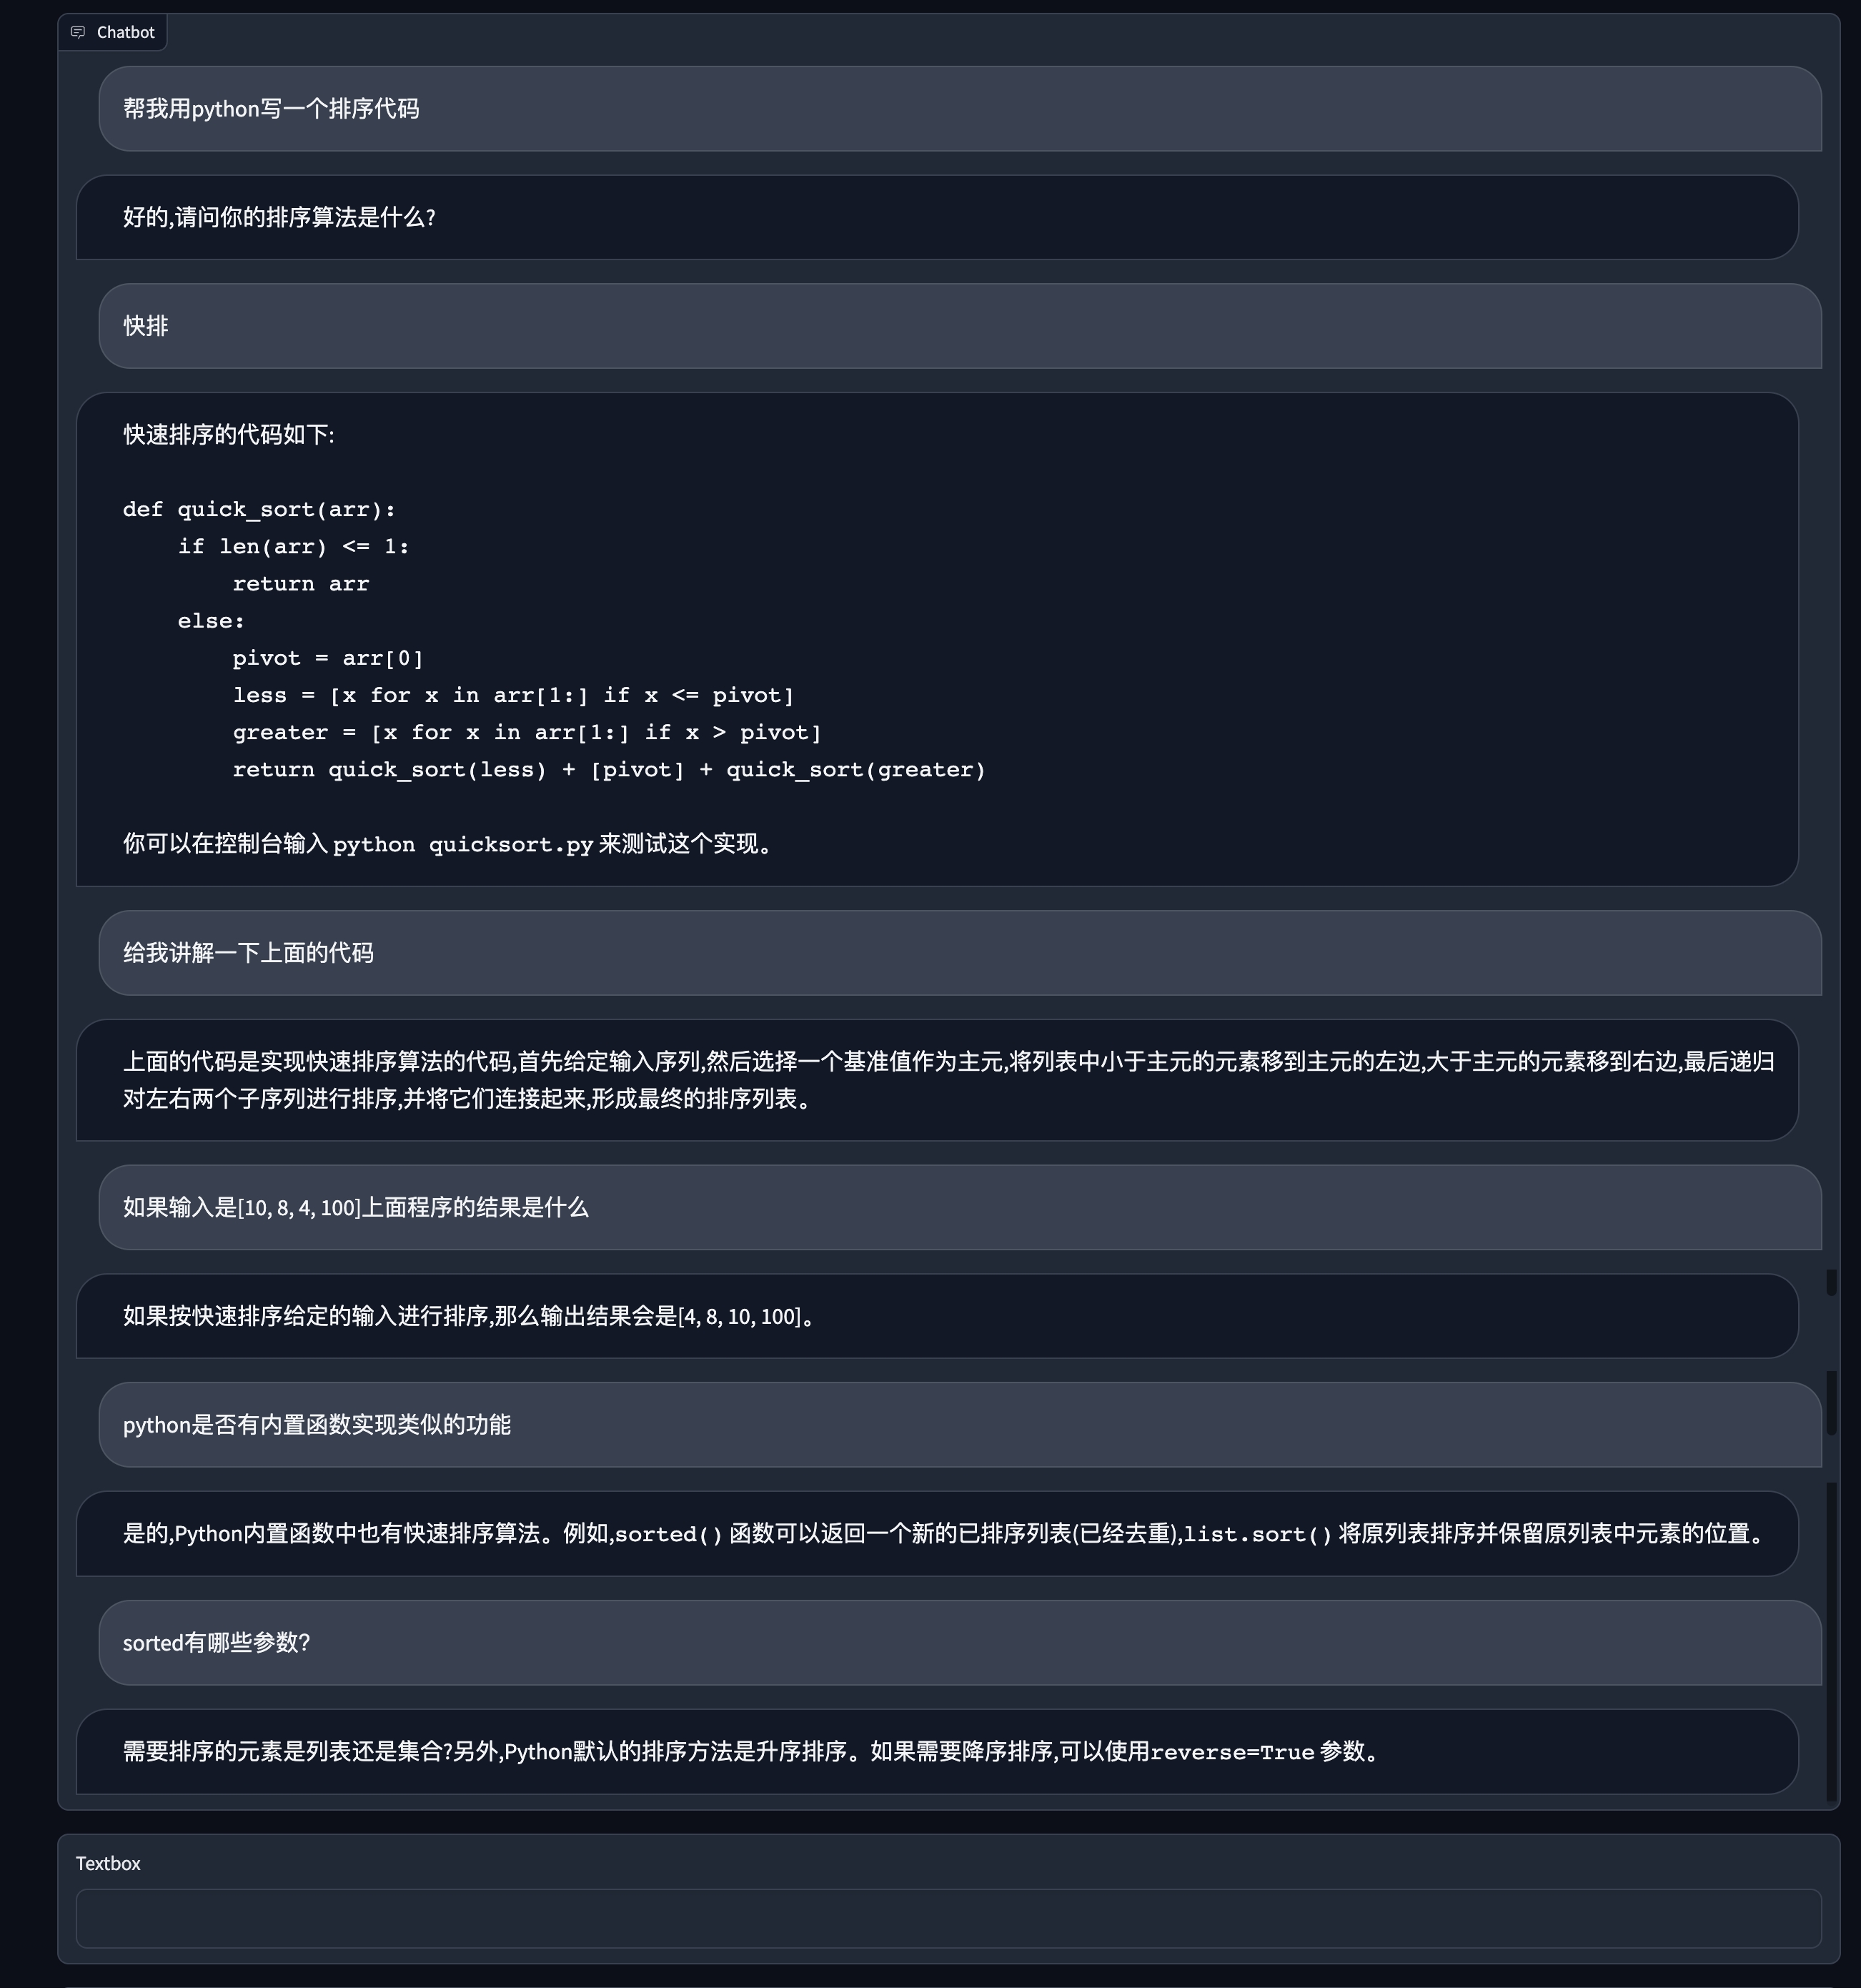 Chatbot
帮我用python写一个排序代码
好的,请问你的排序算法是什么?
快排
快速排序的代码如下:
def quick_sort(arr):
    if len(arr) <= 1:
        return arr
    else:
        pivot = arr[0]
        less = [x for x in arr[1:] if x <= pivot]
        greater = [x for x in arr[1:] if x > pivot]
        return quick_sort(less) + [pivot] + quick_sort(greater)
你可以在控制台输入 python quicksort.py 来测试这个实现。
给我讲解一下上面的代码
上面的代码是实现快速排序算法的代码,首先给定输入序列,然后选择一个基准值作为主元,将列表中小于主元的元素移到主元的左边,大于主元的元素移到右边,最后递归
对左右两个子序列进行排序,并将它们连接起来,形成最终的排序列表。
如果输入是[10, 8, 4, 100]上面程序的结果是什么
如果按快速排序给定的输入进行排序,那么输出结果会是[4, 8, 10, 100]。
python是否有内置函数实现类似的功能
是的,Python内置函数中也有快速排序算法。例如,sorted() 函数可以返回一个新的已排序列表(已经去重),list.sort() 将原列表排序并保留原列表中元素的位置。
sorted有哪些参数?
需要排序的元素是列表还是集合?另外,Python默认的排序方法是升序排序。如果需要降序排序,可以使用reverse=True 参数。
Textbox